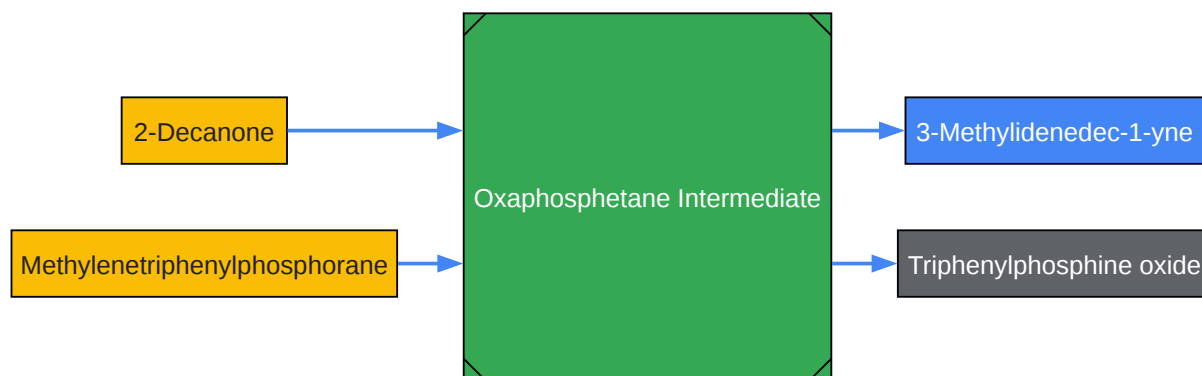 2-Decanone
Methylenetriphenylphosphorane
Oxaphosphetane Intermediate
3-Methylidenedec-1-yne
Triphenylphosphine oxide